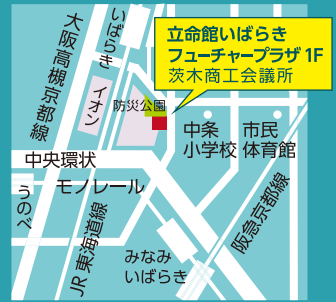 立命館いばらき
フューチャープラザ 1F
茨木商工会議所
大阪高槻京都線
いばらき
イオン
防災公園
中条
小学校
市民
体育館
中央環状
モノレール
うのべ
JR東海道線
阪急京都線
みなみ
いばらき